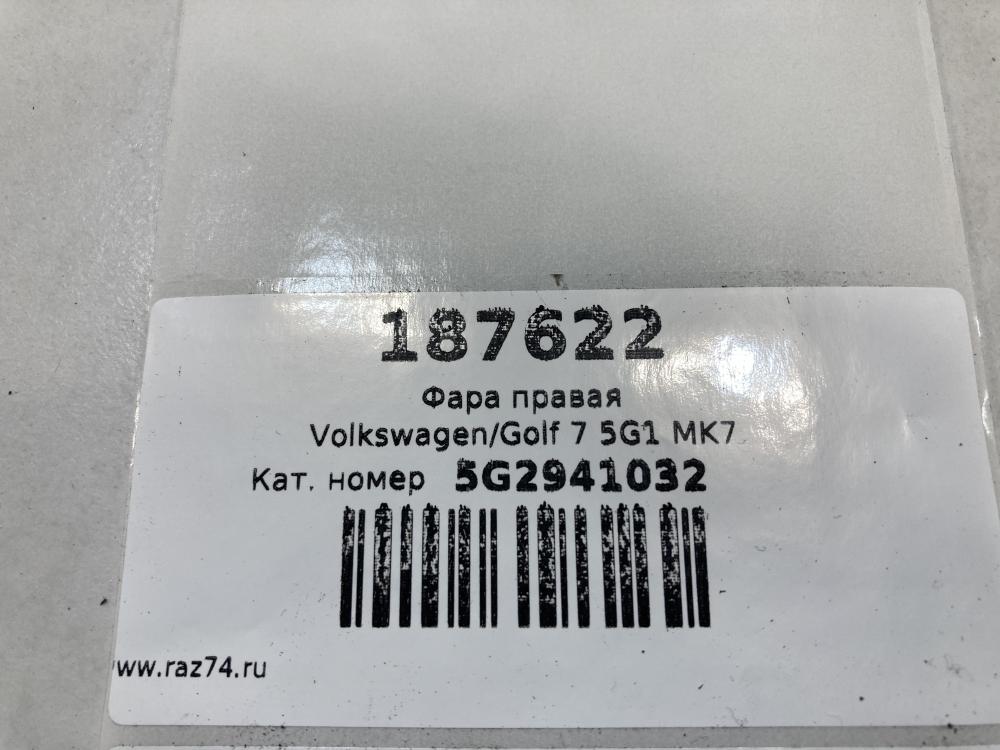 187622
Фара правая
Volkswagen/Golf 7 5G1 MK7
Кат. номер 5G2941032
www.raz74.ru